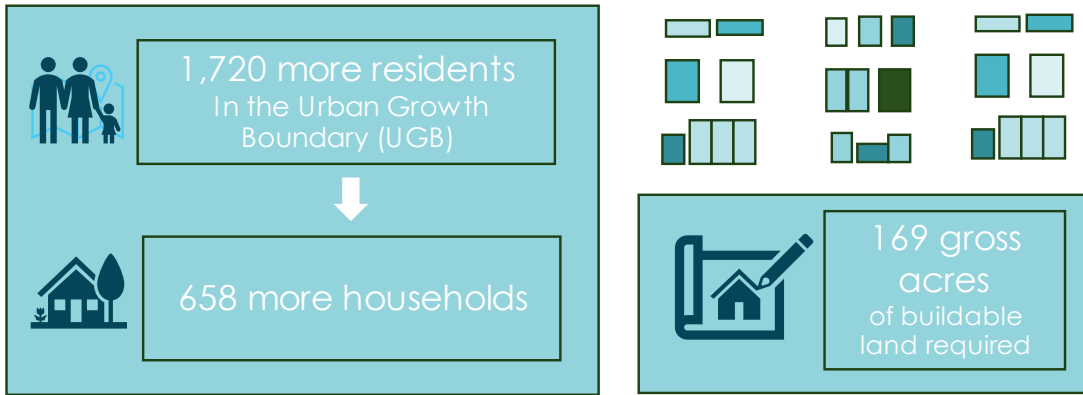 1,720 more residents
In the Urban Growth
Boundary (UGB)
658 more households
169 gross
acres
of buildable
land required